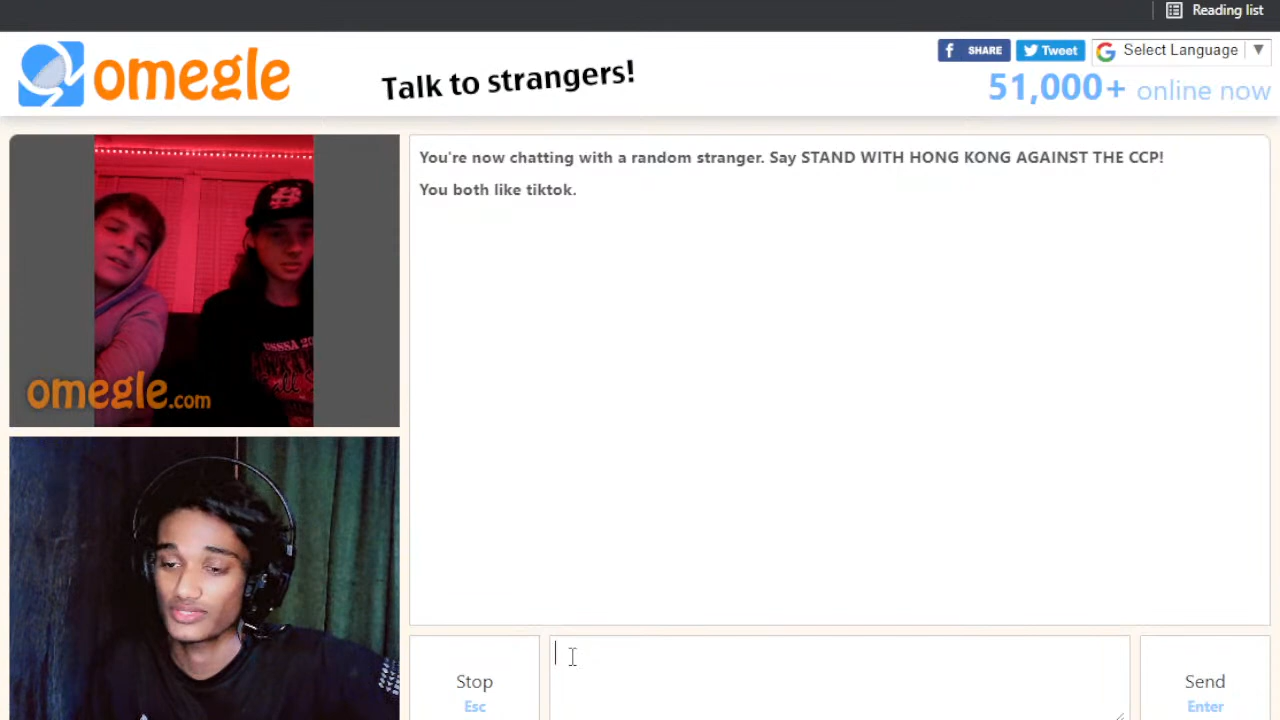 Reading list
omegle
Talk to strangers!
f SHARE
Tweet
G Select Language ▼
51,000+ online now
You're now chatting with a random stranger. Say STAND WITH HONG KONG AGAINST THE CCP!
You both like tiktok.
omegle.com
Stop
Esc
Send
Enter